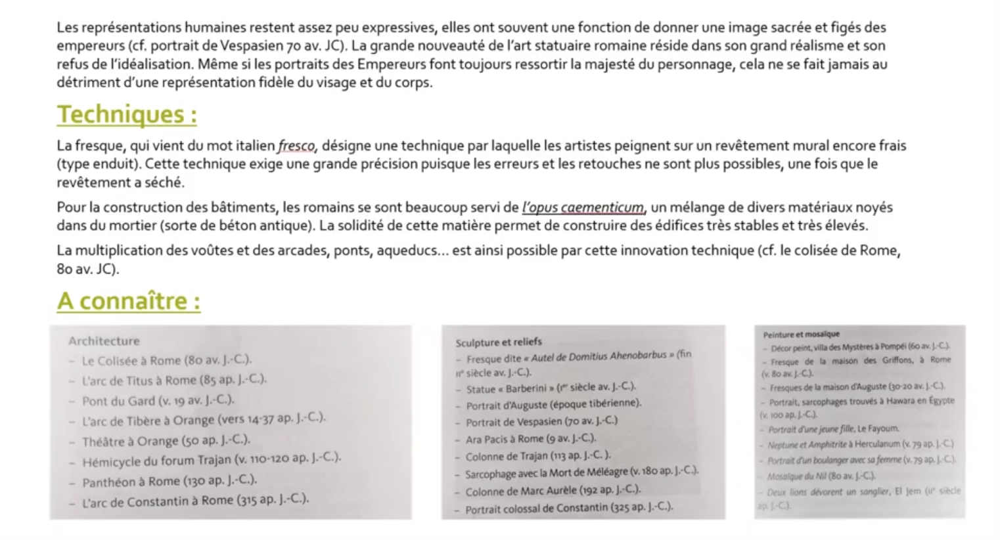 Les représentations humaines restent assez peu expressives, elles ont souvent une fonction de donner une image sacrée et figés des
empereurs (cf. portrait de Vespasien 70 av. JC). La grande nouveauté de l'art statuaire romaine réside dans son grand réalisme et son
refus de l'idéalisation. Même si les portraits des Empereurs font toujours ressortir la majesté du personnage, cela ne se fait jamais au
détriment d'une représentation fidèle du visage et du corps.
Techniques :
La fresque, qui vient du mot italien fresco, désigne une technique par laquelle les artistes peignent sur un revêtement mural encore frais
(type enduit). Cette technique exige une grande précision puisque les erreurs et les retouches ne sont plus possibles, une fois que le
revêtement a séché.
Pour la construction des bâtiments, les romains se sont beaucoup servi de l'opus caementicum, un mélange de divers matériaux noyés
dans du mortier (sorte de béton antique). La solidité de cette matière permet de construire des édifices très stables et très élevés.
La multiplication des voûtes et des arcades, ponts, aqueducs... est ainsi possible par cette innovation technique (cf. le colisée de Rome,
80 av. JC).
A connaître :
Architecture
– Le Colisée à Rome (80 av. J.-C.).
– L'arc de Titus à Rome (85 ap. J.-C.).
– Pont du Gard (v. 19 av. J.-C.).
– L'arc de Tibère à Orange (vers 14-37 ap. J.-C.).
– Théâtre à Orange (50 ap. J.-C.).
– Hémicycle du forum Trajan (v. 110-120 ap. J.-C.).
– Panthéon à Rome (130 ap. J.-C.).
– L'arc de Constantin à Rome (315 ap. J.-C.).
Sculpture et reliefs
– Fresque dite « Autel de Domitius Ahenobarbus » (fin
IIe siècle av. J.-C.).
– Statue « Barberini » (Ier siècle av. J.-C.).
– Portrait d'Auguste (époque tibérienne).
– Portrait de Vespasien (70 av. J.-C.)
– Ara Pacis à Rome (9 av. J.-C.).
– Colonne de Trajan (113 ap. J.-C. ).
– Sarcophage avec la Mort de Méléagre (v. 180 ap. J.-C.).
– Colonne de Marc Aurèle (192 ap. J.-C.).
– Portrait colossal de Constantin (325 ap. J.-C.).
Peinture et mosaïque
– Décor peint, villa des Mystères à Pompéi (60 av. J.-C.).
– Fresque de la maison des Griffons, à Rome
(v. 80 av. J.-C.).
– Fresques de la maison d'Auguste (30-20 av. J.-C.).
– Portrait, sarcophages trouvés à Hawara en Égypte
(v. 100 ap. J.-C.).
– Portrait d'une jeune fille, Le Fayoum.
– Neptune et Amphitrite à Herculanum (v. 79 ap. J.-C.)
– Portrait d'un boulanger avec sa femme (v. 79 ap. J.-C.).
– Mosaïque du Nil (80 av. J.-C.).
– Deux lions dévorent un sanglier, El Jem (IIe siècle
ap. J.-C.).